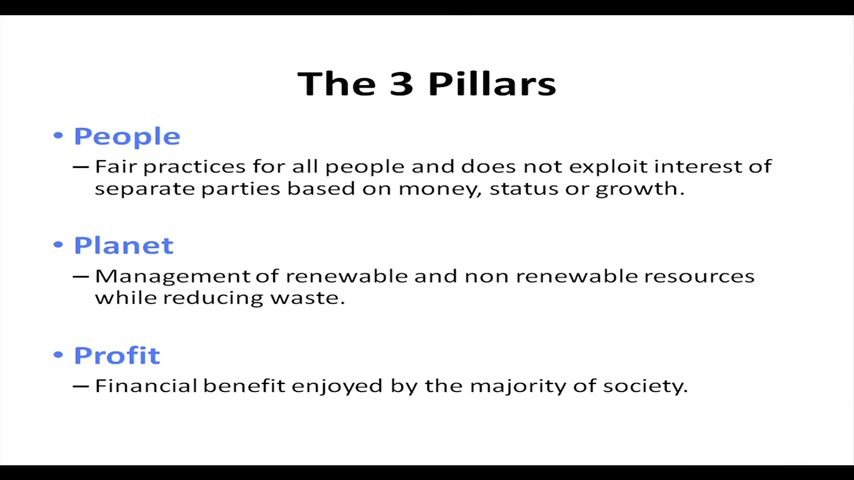 The 3 Pillars
• People
– Fair practices for all people and does not exploit interest of
separate parties based on money, status or growth.
• Planet
– Management of renewable and non renewable resources
while reducing waste.
• Profit
– Financial benefit enjoyed by the majority of society.